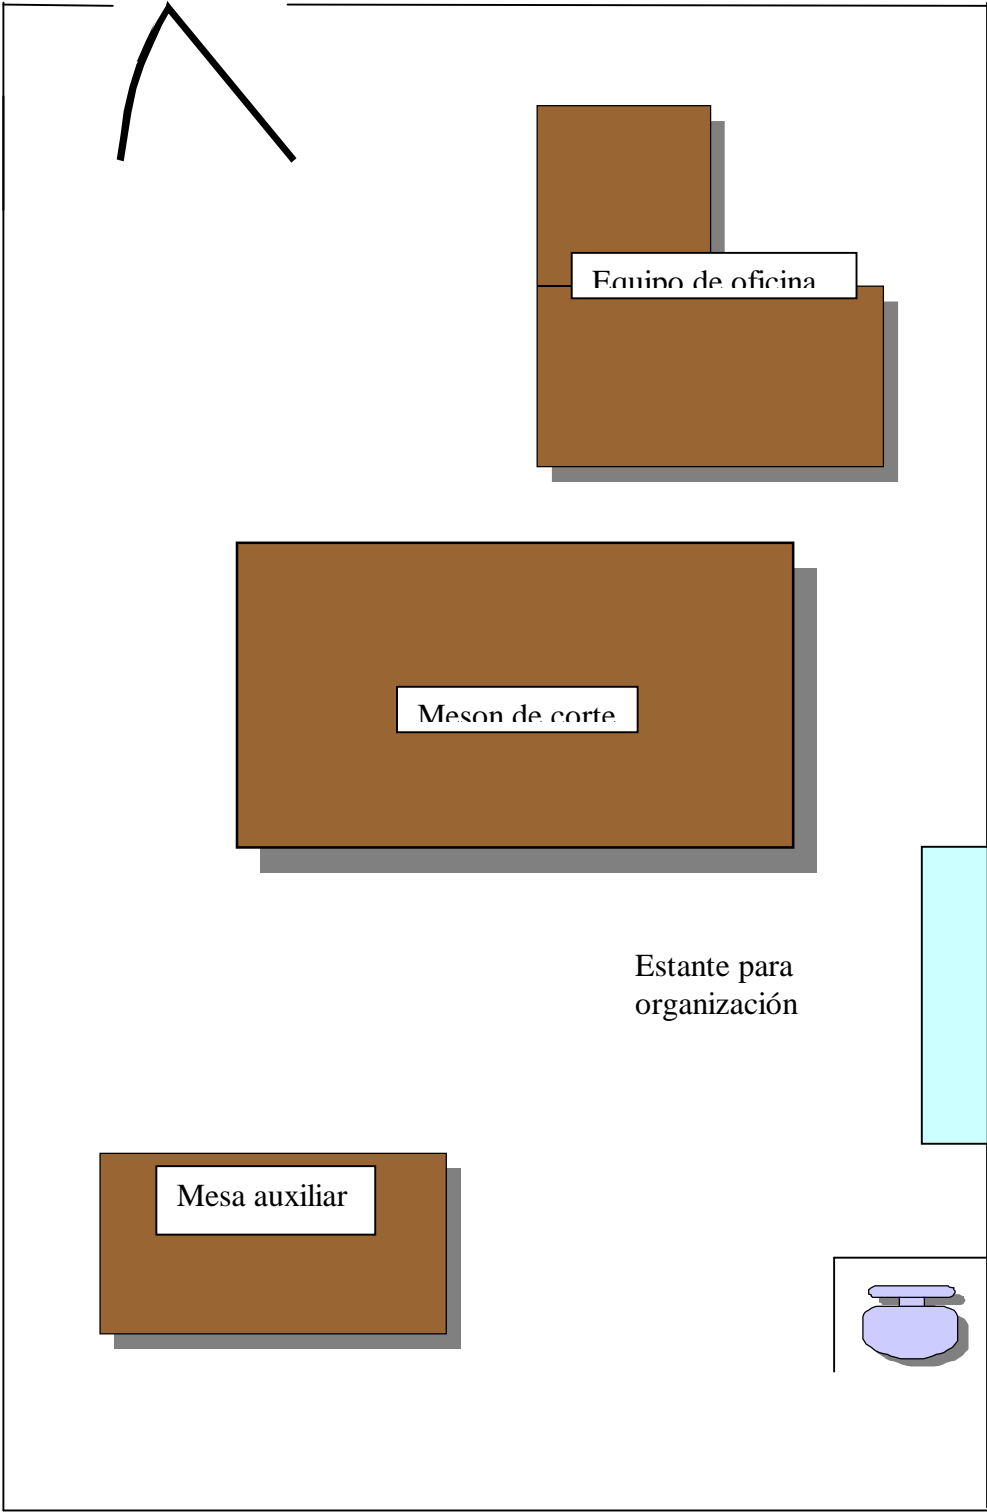 Equipo de oficina
Meson de corte
Estante para
organización
Mesa auxiliar